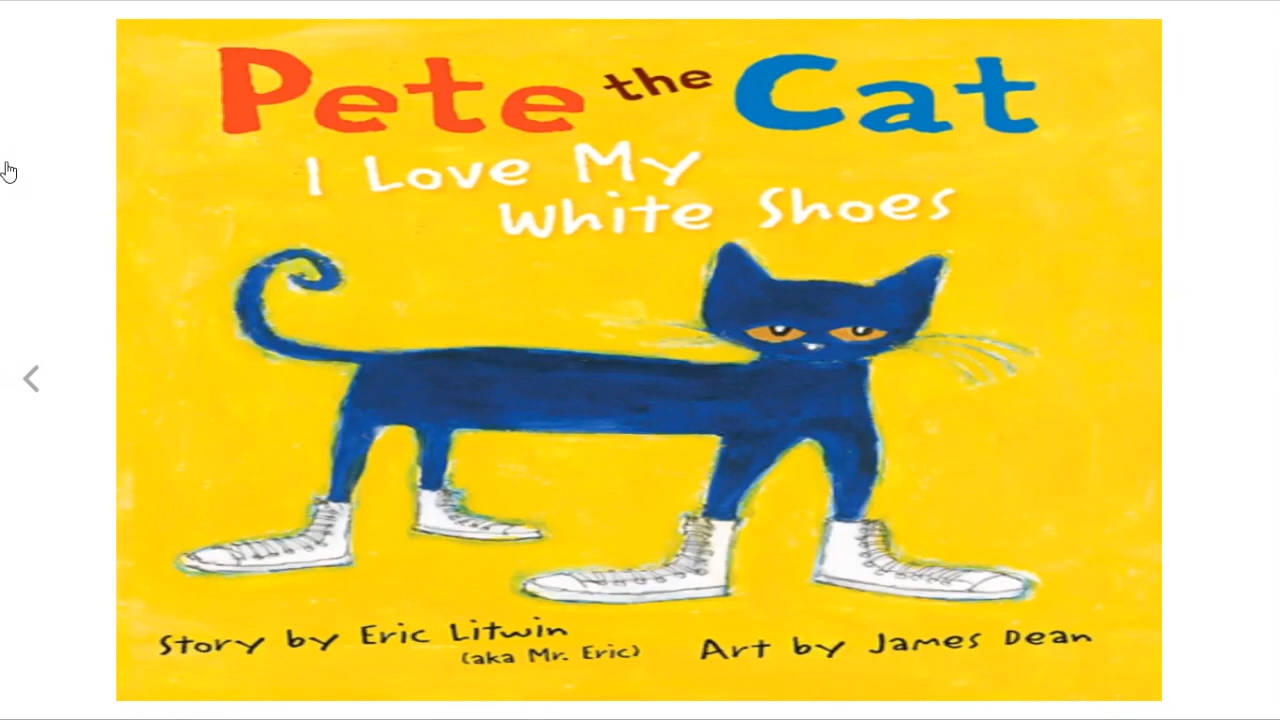 Pete the Cat
I Love My
White Shoes
Story by Eric Litwin
(aka Mr. Eric)
Art by James Dean